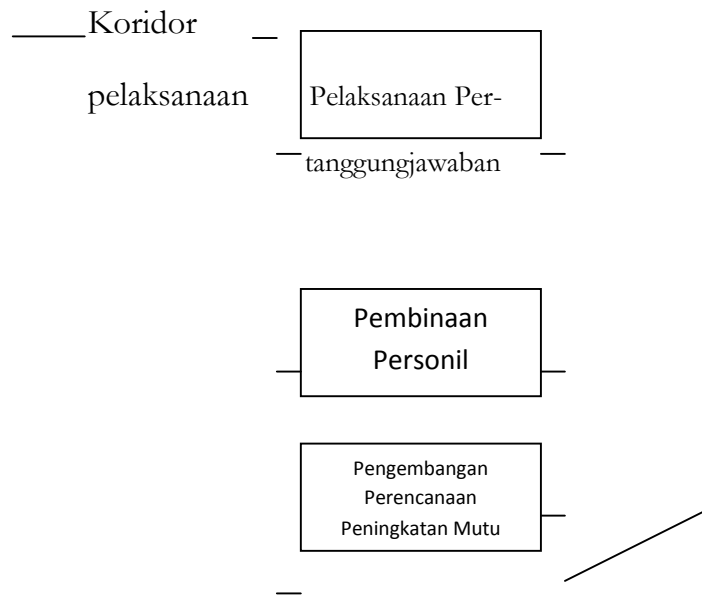 Koridor
pelaksanaan
Pelaksanaan Per-
tanggungjawaban
Pembinaan
Personil
Pengembangan
Perencanaan
Peningkatan Mutu